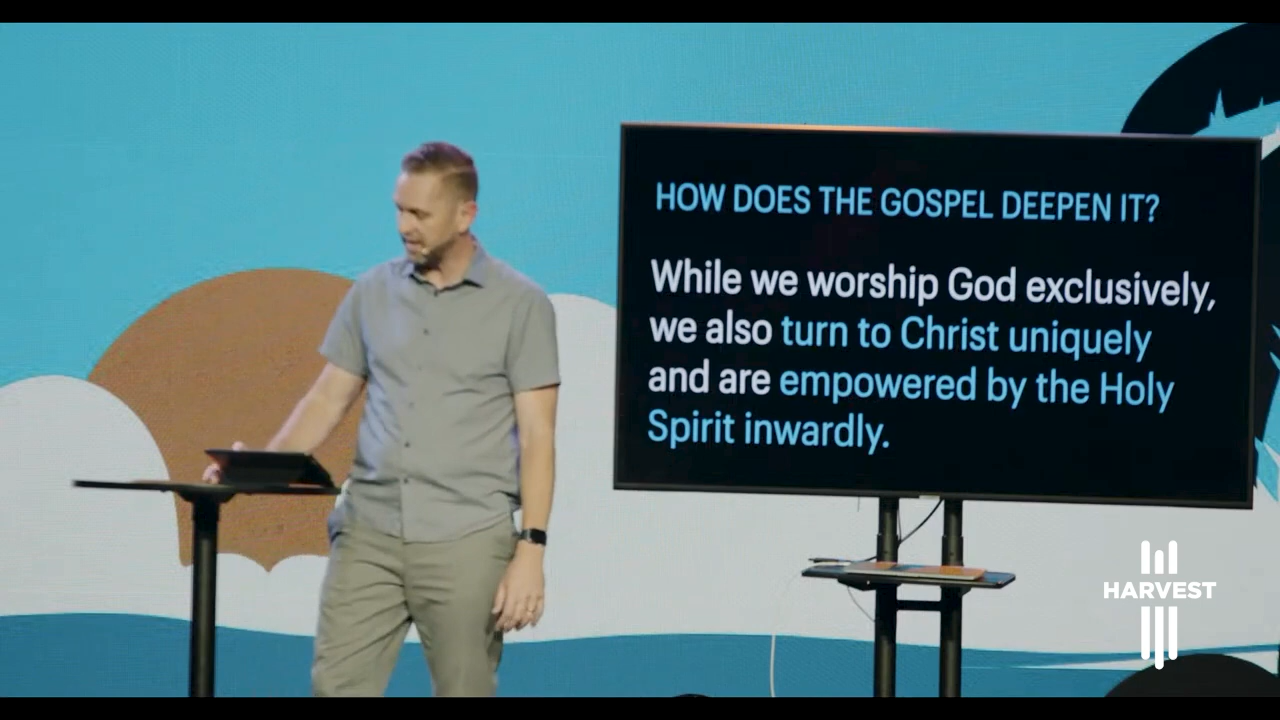 HOW DOES THE GOSPEL DEEPEN IT?
While we worship God exclusively,
we also turn to Christ uniquely
and are empowered by the Holy
Spirit inwardly.
HARVEST